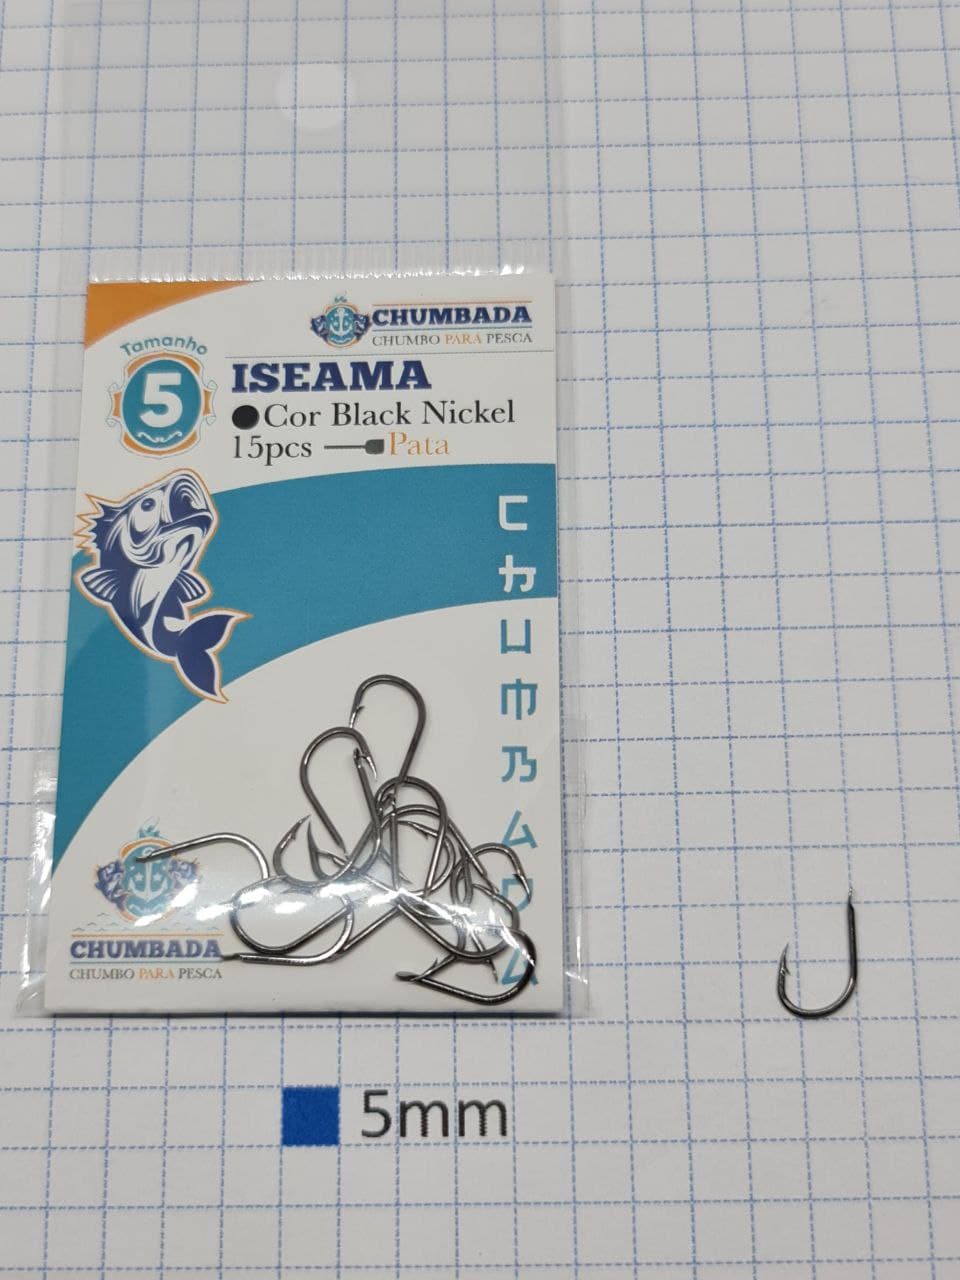 CHUMBADA
CHUMBO PARA PESCA
Tamanho
5
ISEAMA
Cor Black Nickel
15pcs Pata
CHUMBADA
CHUMBADA
CHUMBO PARA PESCA
5mm